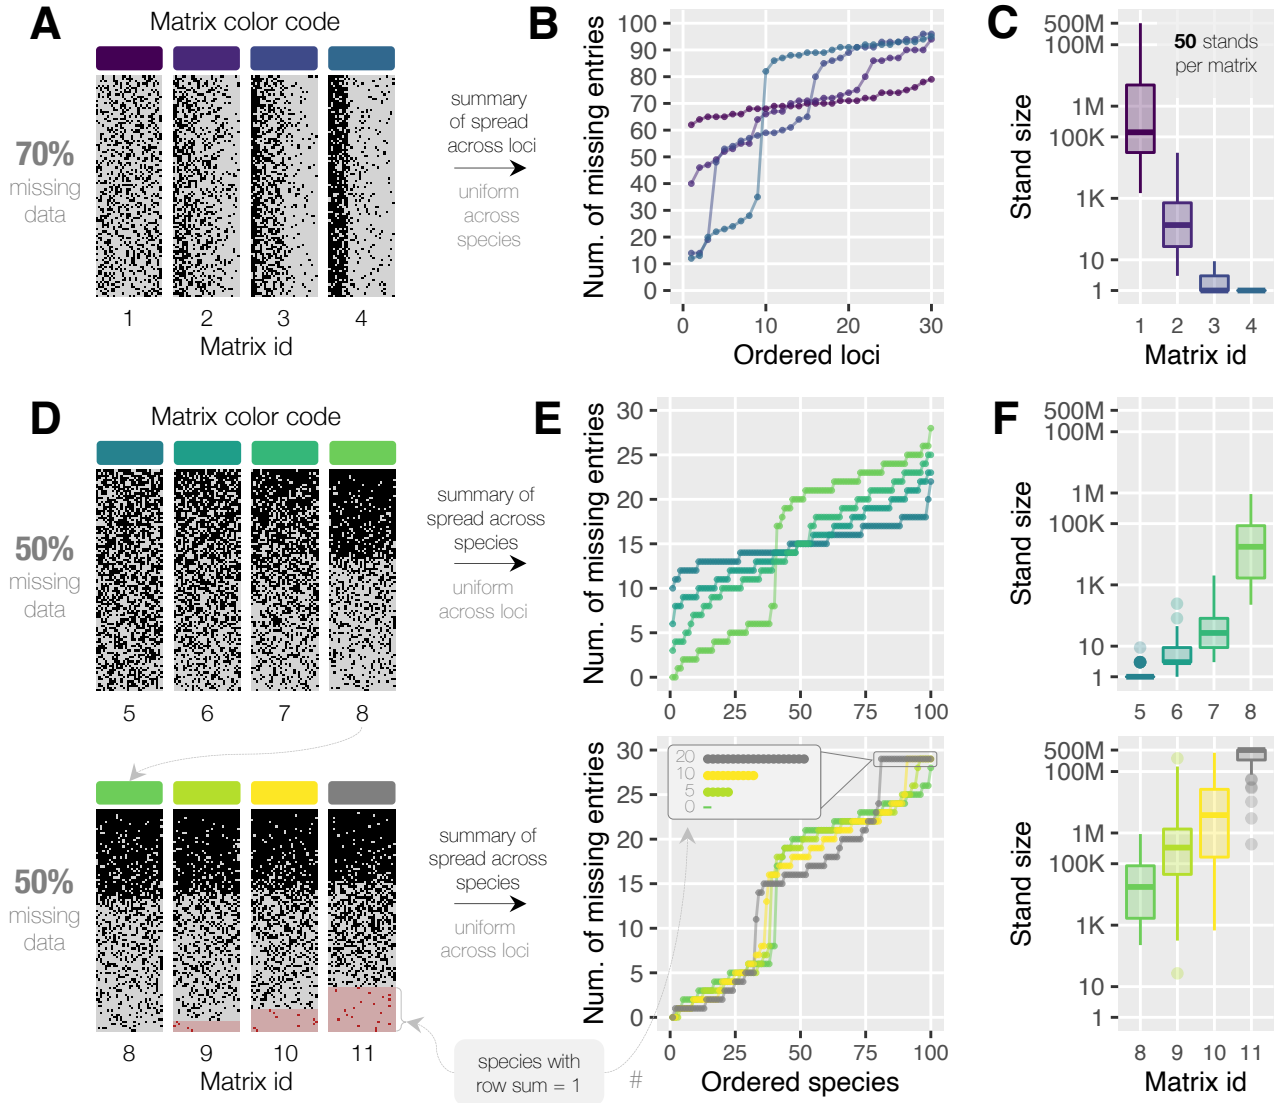 A
Matrix color code
70%
missing
data
1 2 3 4
Matrix id
summary
of spread
across loci
uniform
across
species
B
Num. of missing entries
100
90
80
70
60
50
40
30
20
10
0
0 10 20 30
Ordered loci
C
Stand size
500M
100M
1M
100K
1K
10
1
50 stands
per matrix
1 2 3 4
Matrix id
D
Matrix color code
50%
missing
data
5 6 7 8
summary of
spread across
species
uniform
across loci
E
Num. of missing entries
30
25
20
15
10
5
0
0 25 50 75 100
F
Stand size
500M
100M
1M
100K
1K
10
1
5 6 7 8
50%
missing
data
8 9 10 11
Matrix id
summary of
spread across
species
uniform
across loci
species with
row sum = 1
#
Num. of missing entries
30
25
20
15
10
5
0
20
10
5
0
0 25 50 75 100
Ordered species
Stand size
500M
100M
1M
100K
1K
10
1
8 9 10 11
Matrix id